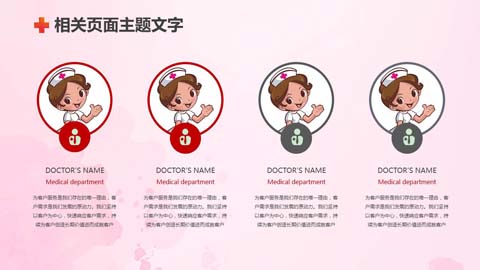 相关页面主题文字
DOCTOR'S NAME
Medical department
为客户服务是我们存在的唯一理由，客
户需求是我们发展的原动力。我们坚持
以客户为中心，快速响应客户需求，持
续为客户创造长期价值进而成就客户
DOCTOR'S NAME
Medical department
为客户服务是我们存在的唯一理由，客
户需求是我们发展的原动力。我们坚持
以客户为中心，快速响应客户需求，持
续为客户创造长期价值进而成就客户
DOCTOR'S NAME
Medical department
为客户服务是我们存在的唯一理由，客
户需求是我们发展的原动力。我们坚持
以客户为中心，快速响应客户需求，持
续为客户创造长期价值进而成就客户
DOCTOR'S NAME
Medical department
为客户服务是我们存在的唯一理由，客
户需求是我们发展的原动力。我们坚持
以客户为中心，快速响应客户需求，持
续为客户创造长期价值进而成就客户